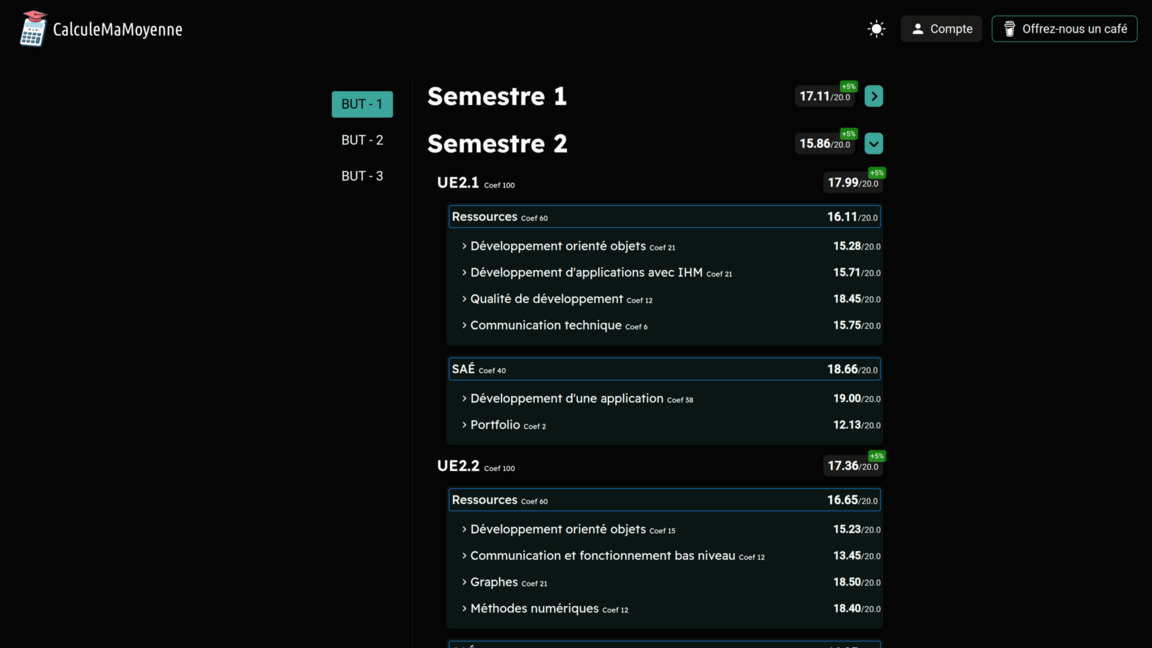 CalculeMaMoyenne
Compte
Offrez-nous un café
BUT - 1
BUT - 2
BUT - 3
Semestre 1
17.11/20.0
+5%
Semestre 2
15.86/20.0
+5%
UE2.1 Coef 100
17.99/20.0
+5%
Ressources Coef 60
16.11/20.0
Développement orienté objets Coef 21
15.28/20.0
Développement d'applications avec IHM Coef 21
15.71/20.0
Qualité de développement Coef 12
18.45/20.0
Communication technique Coef 6
15.75/20.0
SAÉ Coef 40
18.66/20.0
Développement d'une application Coef 38
19.00/20.0
Portfolio Coef 2
12.13/20.0
UE2.2 Coef 100
17.36/20.0
+5%
Ressources Coef 60
16.65/20.0
Développement orienté objets Coef 15
15.23/20.0
Communication et fonctionnement bas niveau Coef 12
13.45/20.0
Graphes Coef 21
18.50/20.0
Méthodes numériques Coef 12
18.40/20.0